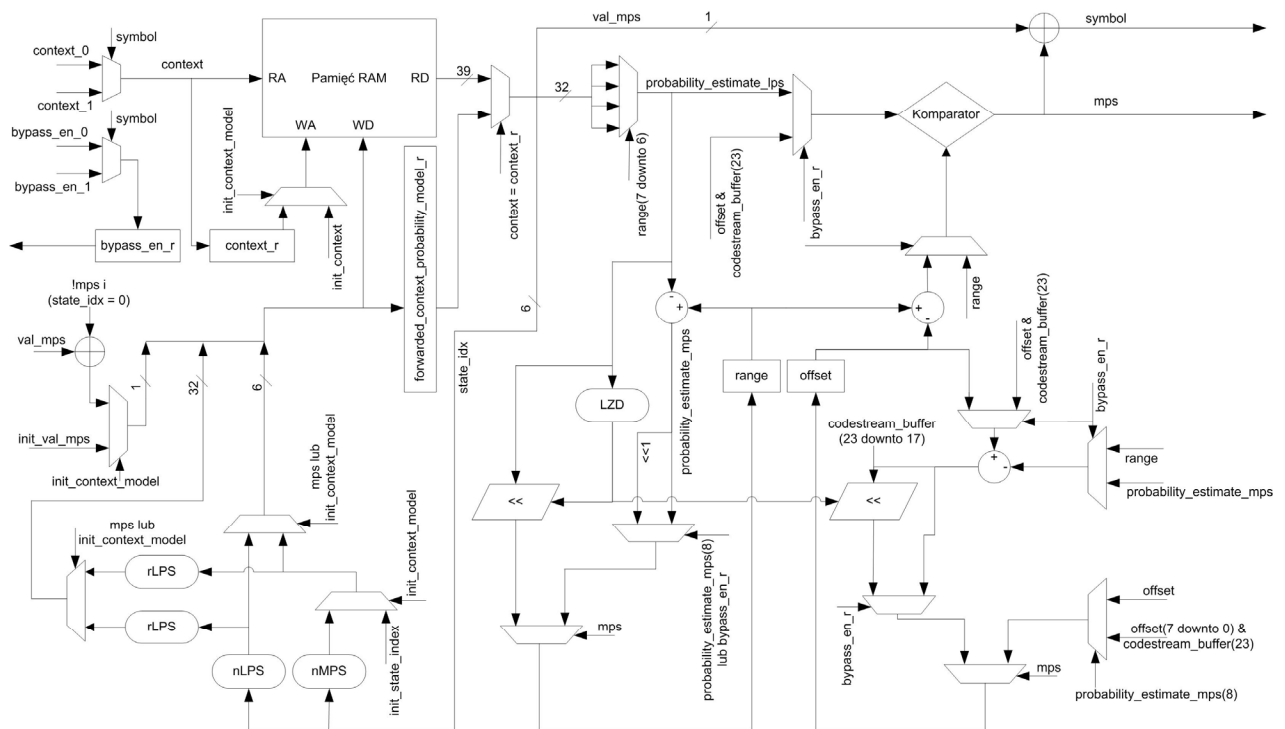 val_mps
1
symbol
symbol
context_0
context
context_1
RA
Pamięć RAM
RD
39
32
probability_estimate_lps
mps
Komparator
WA
WD
bypass_en_0
symbol
bypass_en_1
init_context_model
forwarded_context_probability_model_r
context = context_r
range(7 downto 6)
offset &
codestream_buffer(23)
bypass_en_r
bypass_en_r
context_r
init_context
range
!mps i
(state_idx = 0)
val_mps
1
32
6
6
state_idx
-
+
+
-
probability_estimate_mps
range
offset
offset &
codestream_buffer(23)
bypass_en_r
LZD
<<1
init_val_mps
init_context_model
mps lub
init_context_model
codestream_buffer
(23 downto 17)
+
-
range
probability_estimate_mps
<<
<<
mps lub
init_context_model
rLPS
rLPS
init_context_model
init_state_index
nLPS
nMPS
probability_estimate_mps(8)
lub bypass_en_r
mps
bypass_en_r
offset
offset(7 downto 0) &
codestream_buffer(23)
mps
probability_estimate_mps(8)